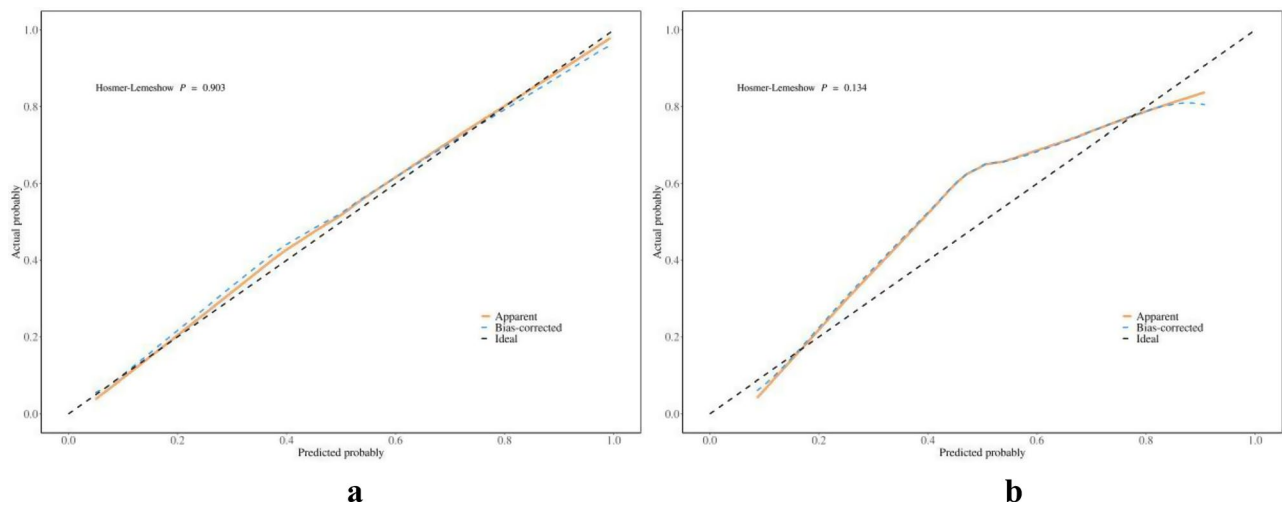 1.0
0.8
0.6
0.4
0.2
0.0
Actual probably
Hosmer-Lemeshow P = 0.903
Apparent
Bias-corrected
Ideal
0.0 0.2 0.4 0.6 0.8 1.0
Predicted probably
a
1.0
0.8
0.6
0.4
0.2
0.0
Actual probably
Hosmer-Lemeshow P = 0.134
Apparent
Bias-corrected
Ideal
0.0 0.2 0.4 0.6 0.8 1.0
Predicted probably
b